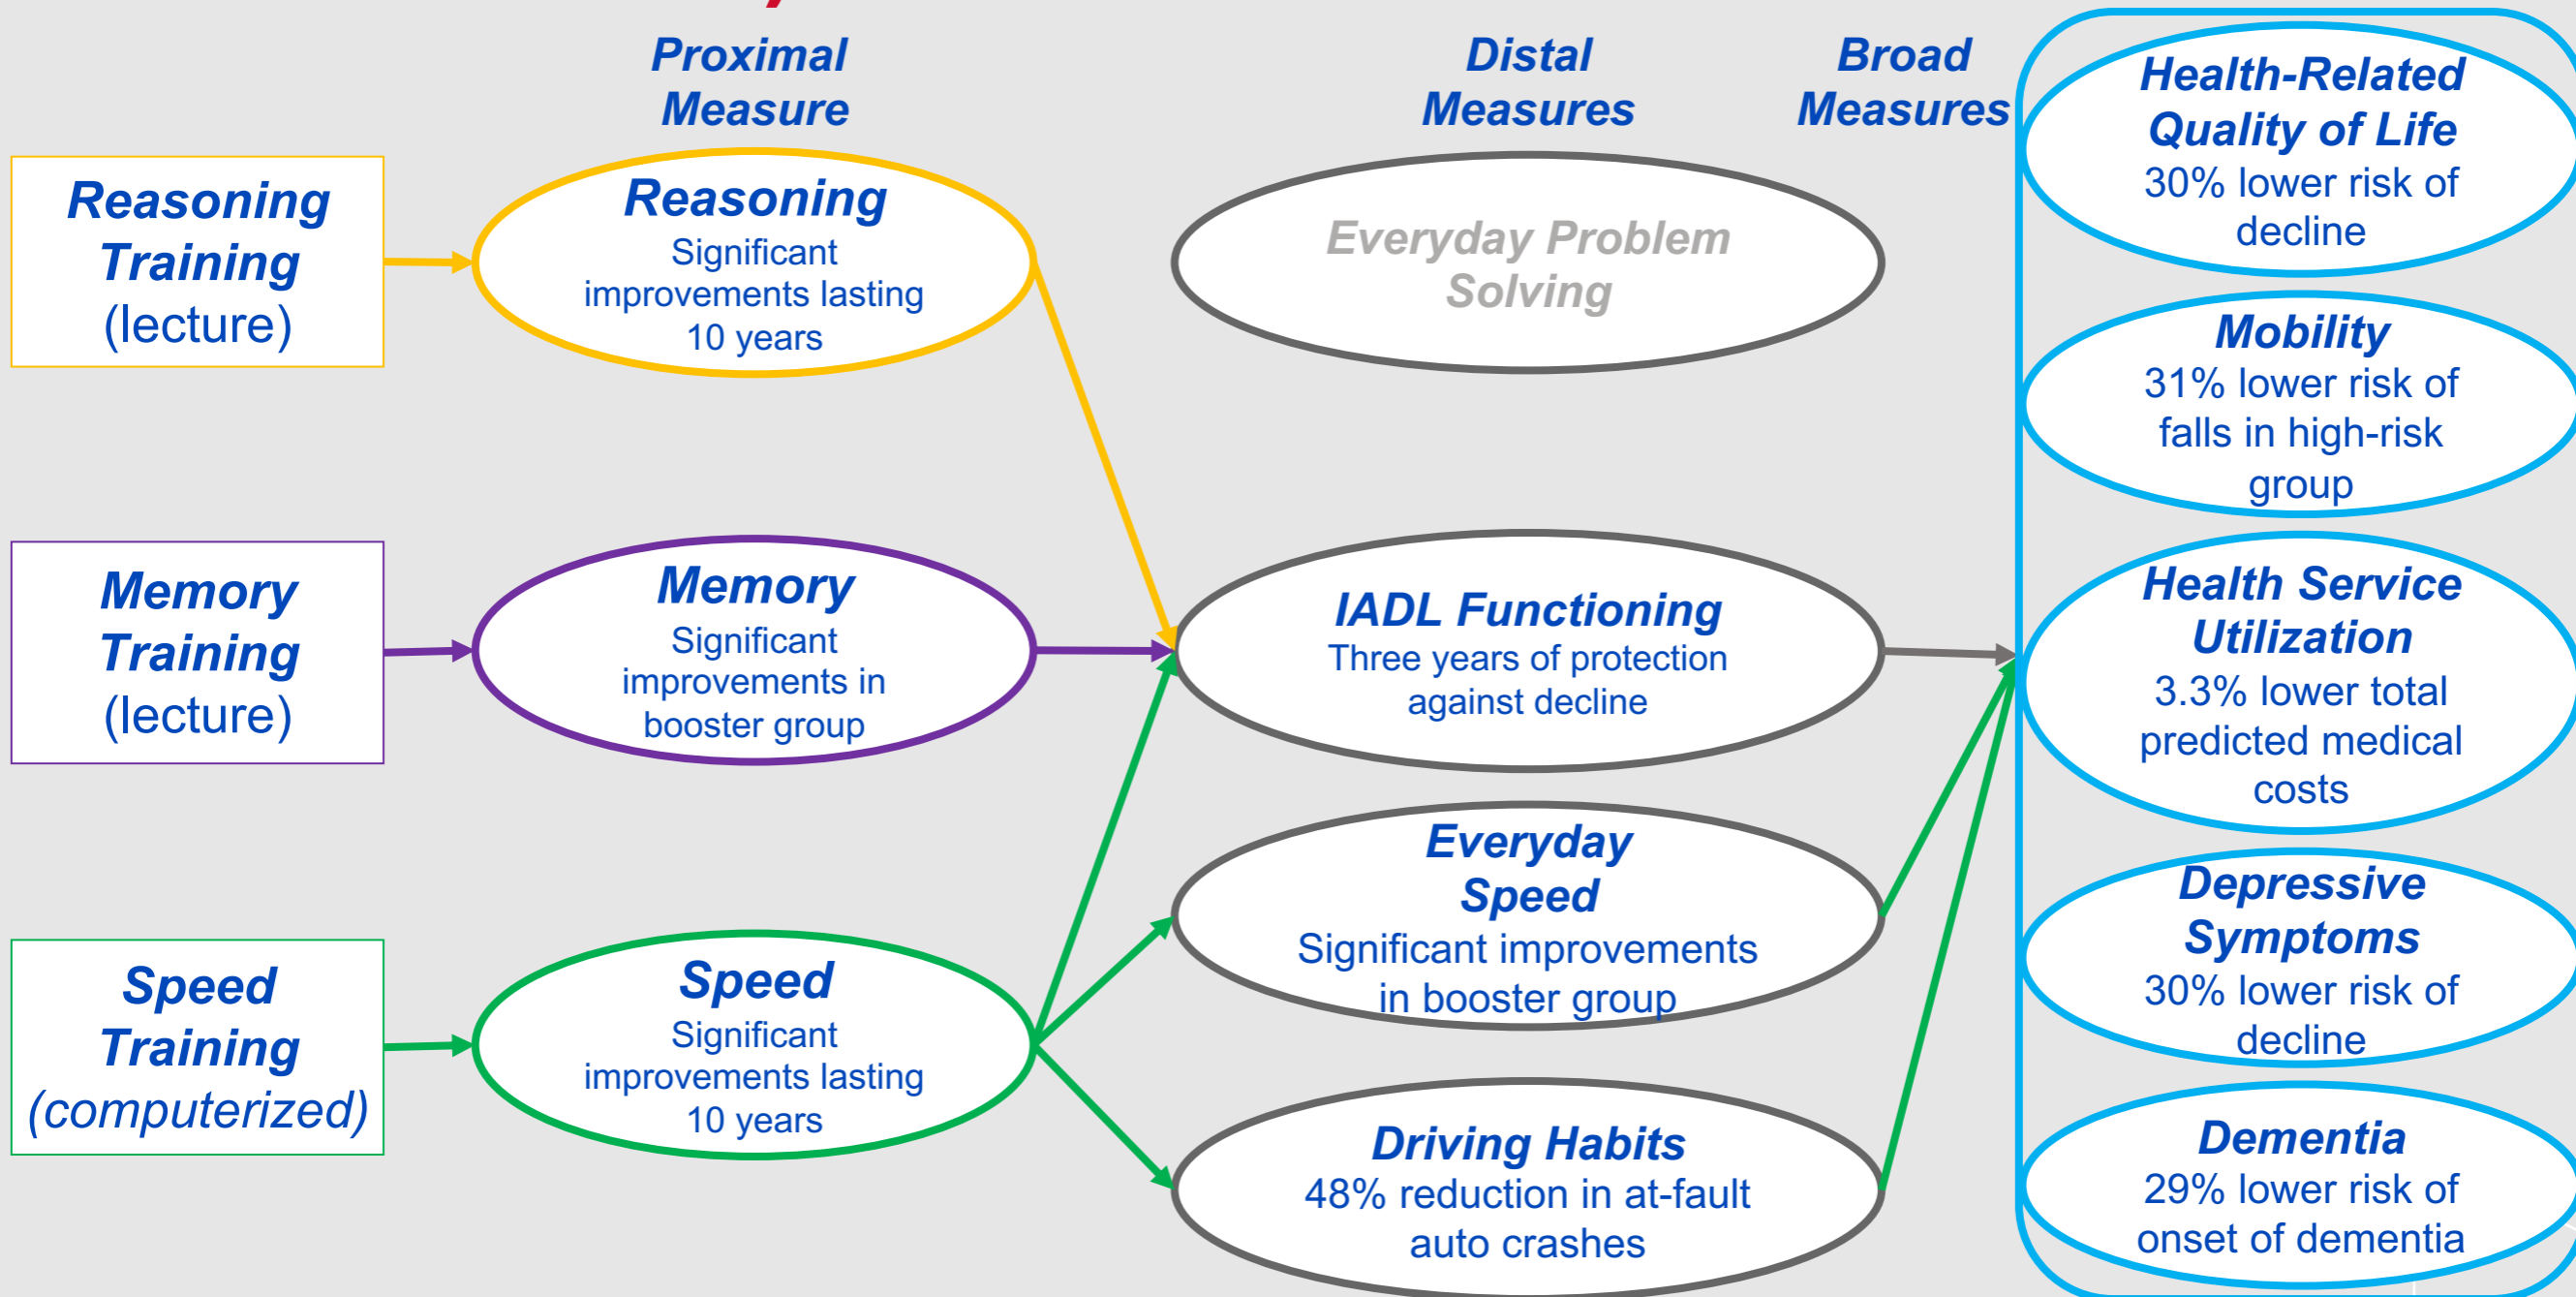 Proximal
Measure
Distal
Measures
Broad
Measures
Reasoning
Training
(lecture)
Reasoning
Significant
improvements lasting
10 years
Everyday Problem
Solving
Memory
Training
(lecture)
Memory
Significant
improvements in
booster group
IADL Functioning
Three years of protection
against decline
Speed
Training
(computerized)
Speed
Significant
improvements lasting
10 years
Everyday
Speed
Significant improvements
in booster group
Driving Habits
48% reduction in at-fault
auto crashes
Health-Related
Quality of Life
30% lower risk of
decline
Mobility
31% lower risk of
falls in high-risk
group
Health Service
Utilization
3.3% lower total
predicted medical
costs
Depressive
Symptoms
30% lower risk of
decline
Dementia
29% lower risk of
onset of dementia